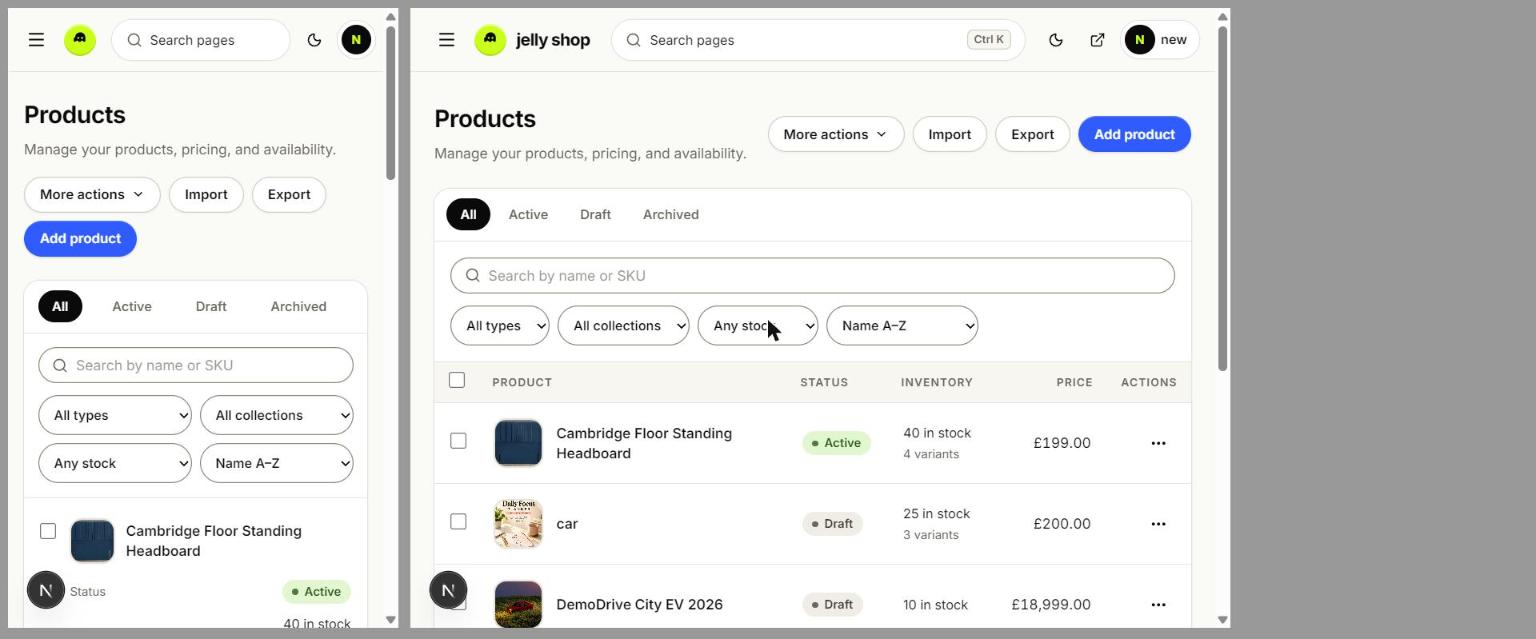 Search pages
N
Products
Manage your products, pricing, and availability.
More actions
Import
Export
Add product
All
Active
Draft
Archived
Search by name or SKU
All types
All collections
Any stock
Name A–Z
Cambridge Floor Standing
Headboard
N
Status
Active
40 in stock
jelly shop
Search pages
Ctrl K
N
new
Products
Manage your products, pricing, and availability.
More actions
Import
Export
Add product
All
Active
Draft
Archived
Search by name or SKU
All types
All collections
Any stock
Name A–Z
PRODUCT
STATUS
INVENTORY
PRICE
ACTIONS
Cambridge Floor Standing
Headboard
Active
40 in stock
4 variants
£199.00
Daily Focus
car
Draft
25 in stock
3 variants
£200.00
N
DemoDrive City EV 2026
Draft
10 in stock
£18,999.00